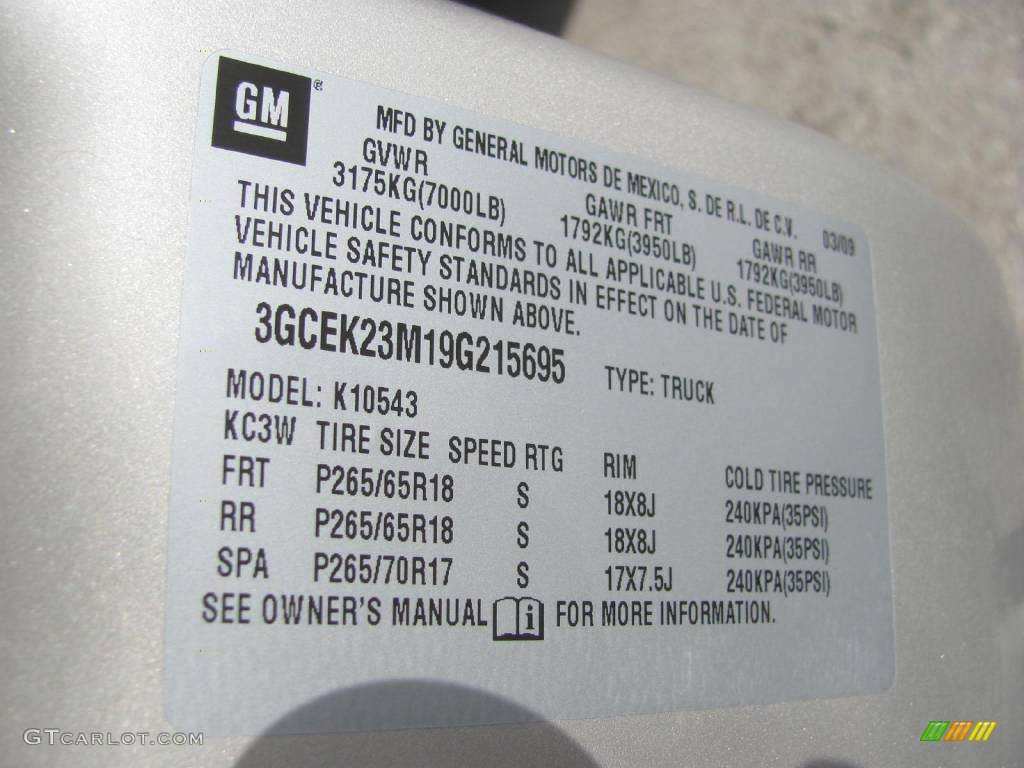 GM®
MFD BY GENERAL MOTORS DE MEXICO, S. DE R.L. DE C.V. 03/09
GVWR GAWR FRT GAWR RR
3175KG(7000LB) 1792KG(3950LB) 1792KG(3950LB)
THIS VEHICLE CONFORMS TO ALL APPLICABLE U.S. FEDERAL MOTOR
VEHICLE SAFETY STANDARDS IN EFFECT ON THE DATE OF
MANUFACTURE SHOWN ABOVE.
3GCEK23M19G215695 TYPE: TRUCK
MODEL: K10543
KC3W TIRE SIZE SPEED RTG RIM COLD TIRE PRESSURE
FRT P265/65R18 S 18X8J 240KPA(35PSI)
RR P265/65R18 S 18X8J 240KPA(35PSI)
SPA P265/70R17 S 17X7.5J 240KPA(35PSI)
SEE OWNER'S MANUAL i FOR MORE INFORMATION.
GTCARLOT.COM